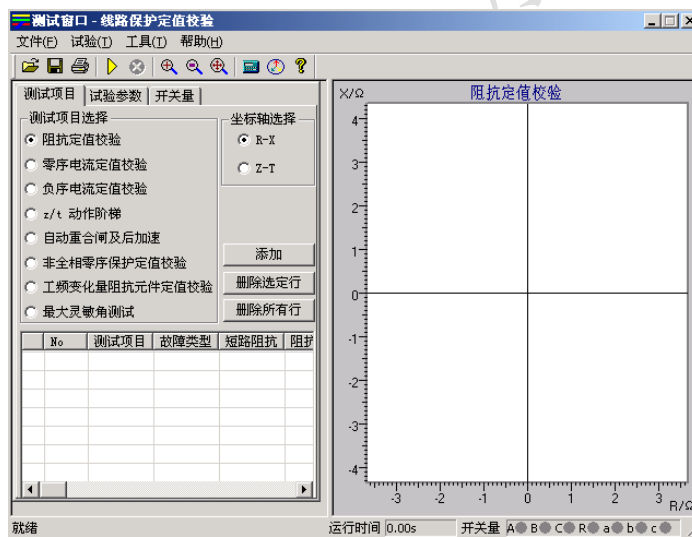 测试窗口 - 线路保护定值校验
文件(F) 试验(T) 工具(T) 帮助(H)
测试项目 试验参数 开关量
测试项目选择
阻抗定值校验
零序电流定值校验
负序电流定值校验
z/t 动作阶梯
自动重合闸及后加速
非全相零序保护定值校验
工频变化量阻抗元件定值校验
最大灵敏角测试
坐标轴选择
R-X
Z-T
添加
删除选定行
删除所有行
No 测试项目 故障类型 短路阻抗 阻抗
X/Ω 阻抗定值校验
4
3
2
1
0
-1
-2
-3
-4
-3 -2 -1 0 1 2 3 R/Ω
就绪 运行时间 0.00s 开关量 A B C R a b c